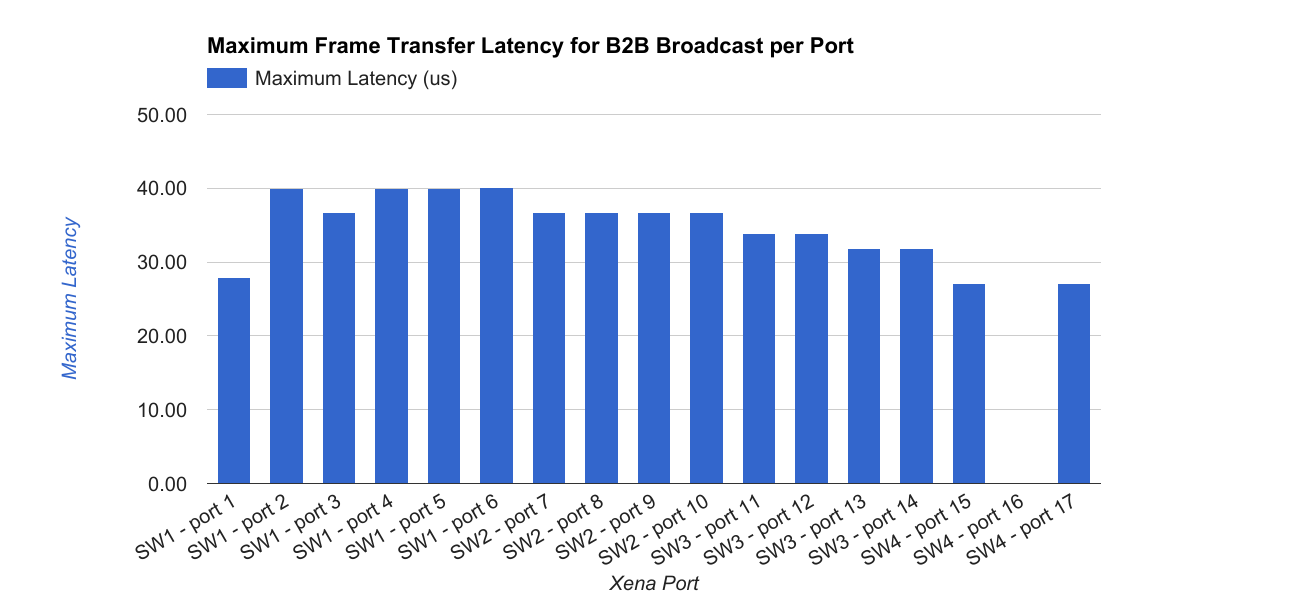 Maximum Frame Transfer Latency for B2B Broadcast per Port
Maximum Latency (us)
50.00
40.00
30.00
20.00
10.00
0.00
Maximum Latency
SW1 - port 1
SW1 - port 2
SW1 - port 3
SW1 - port 4
SW1 - port 5
SW1 - port 6
SW2 - port 7
SW2 - port 8
SW2 - port 9
SW2 - port 10
SW3 - port 11
SW3 - port 12
SW3 - port 13
SW3 - port 14
SW4 - port 15
SW4 - port 16
SW4 - port 17
Xena Port